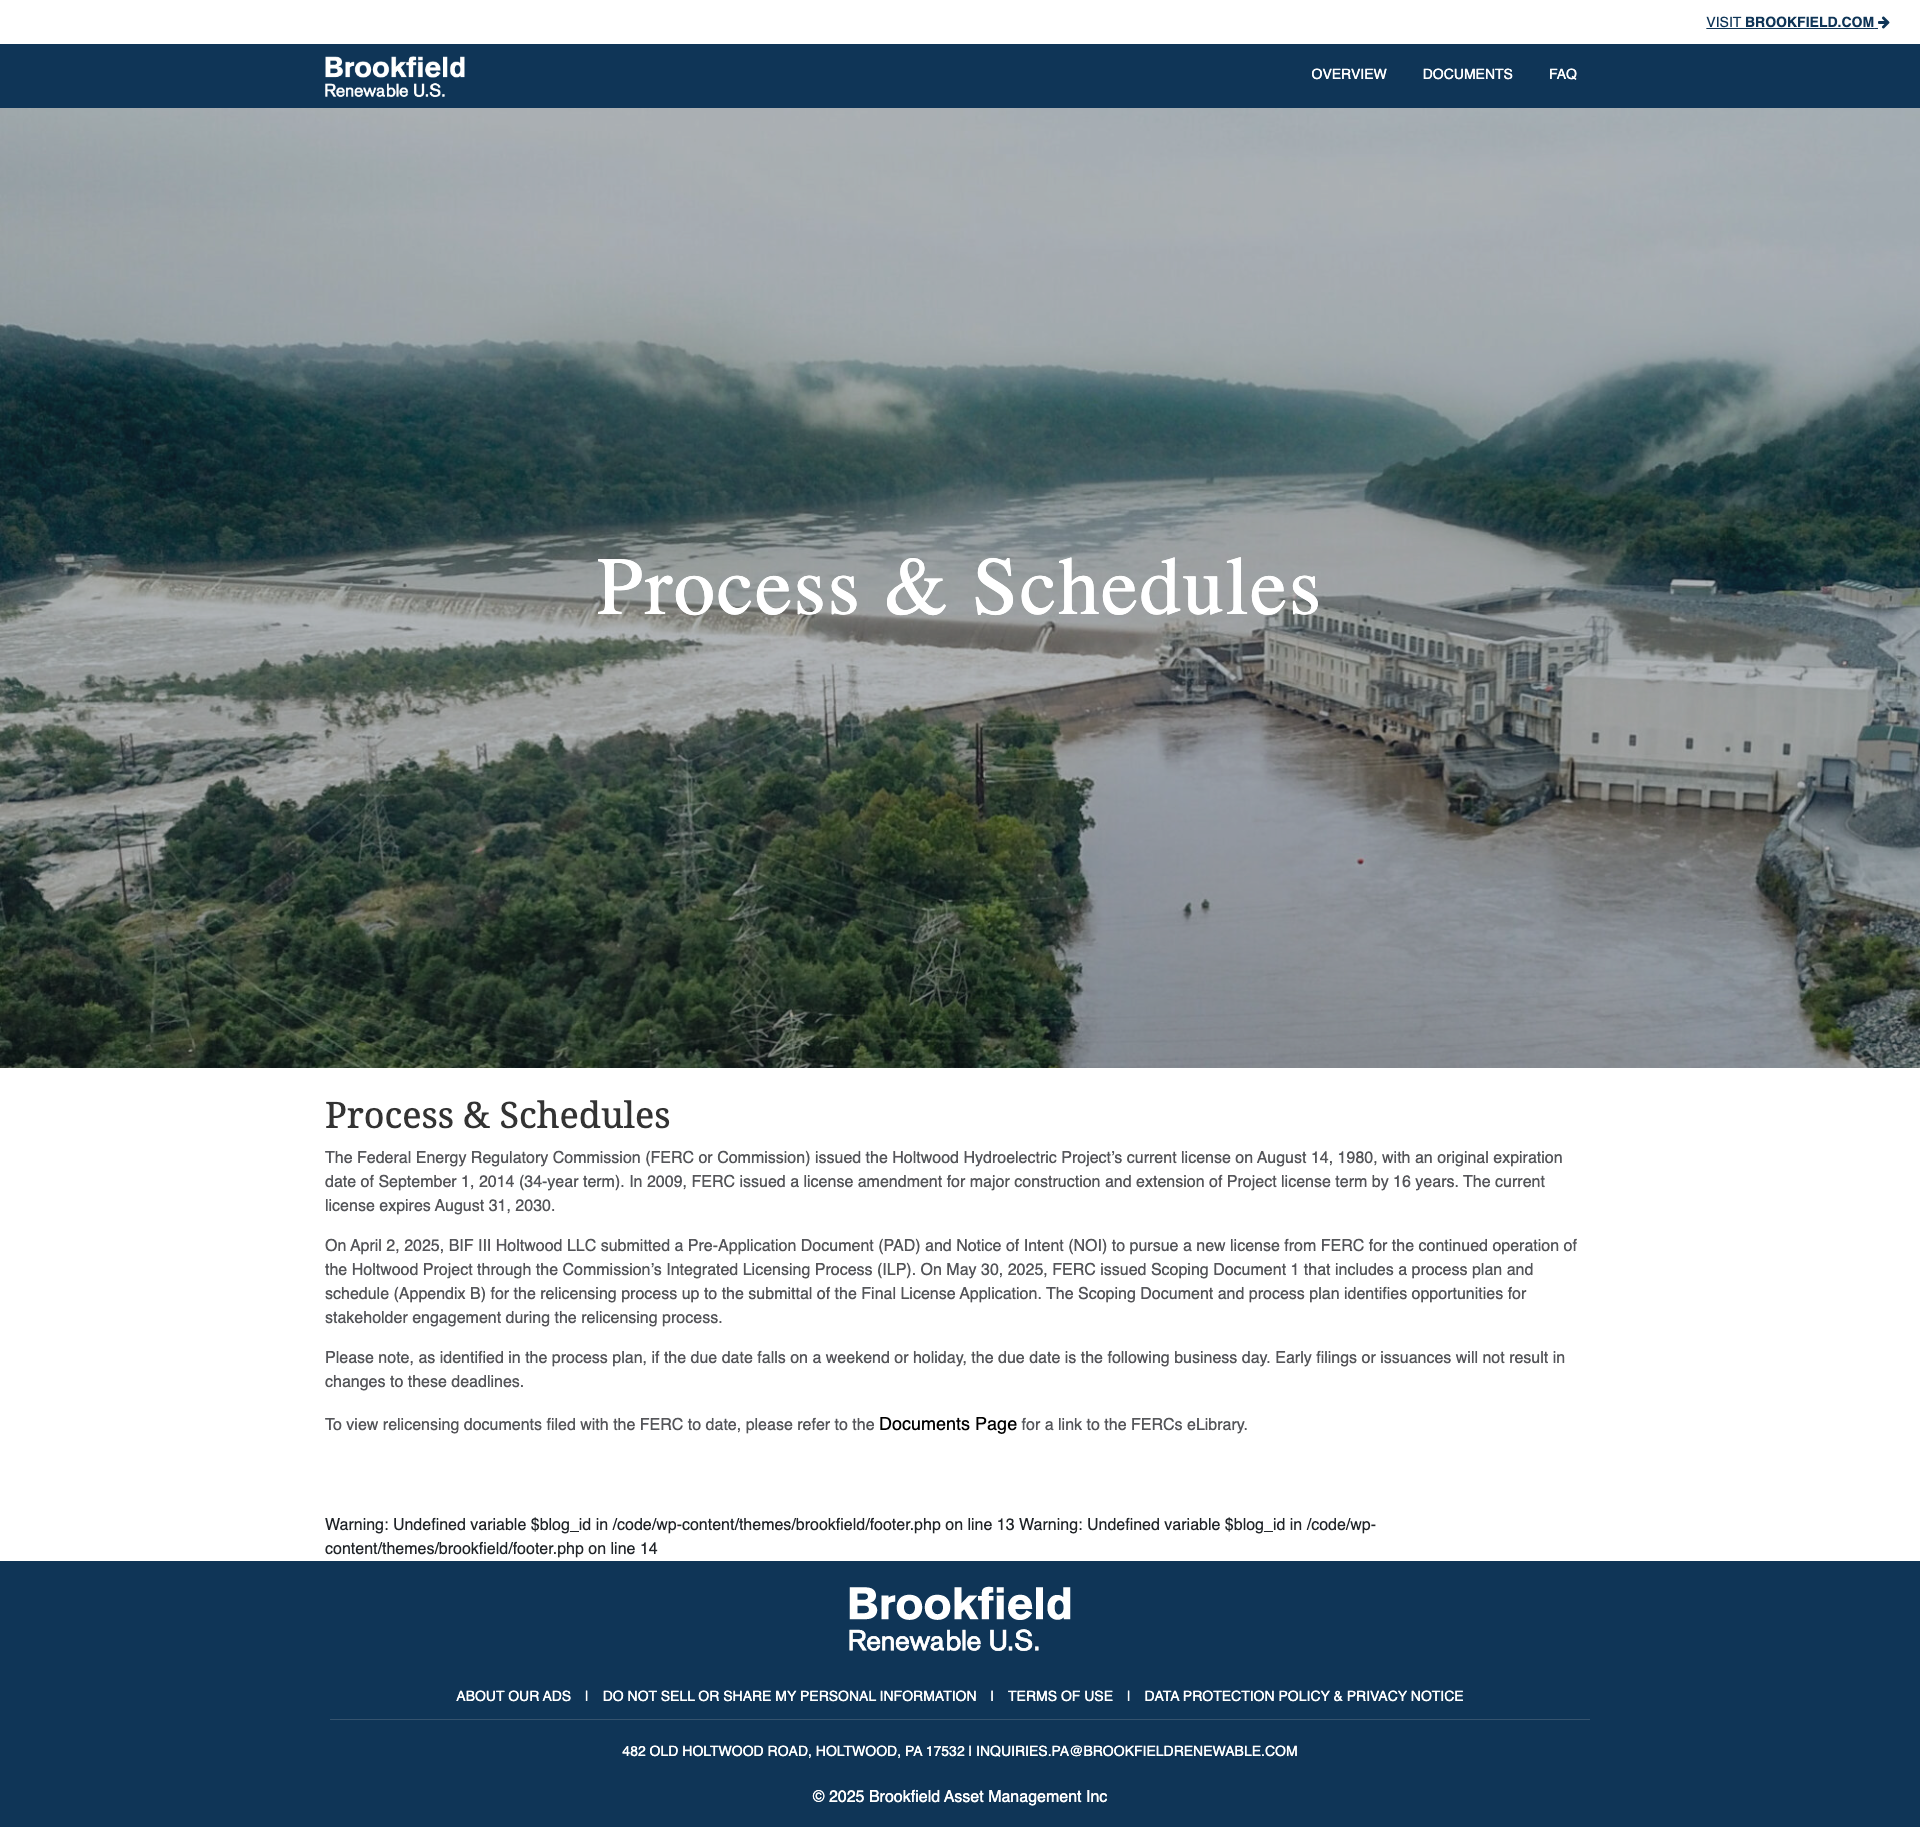 VISIT BROOKFIELD.COM
Brookfield
Renewable U.S.
OVERVIEW DOCUMENTS FAQ
Process & Schedules
Process & Schedules
The Federal Energy Regulatory Commission (FERC or Commission) issued the Holtwood Hydroelectric Project’s current license on August 14, 1980, with an original expiration
date of September 1, 2014 (34-year term). In 2009, FERC issued a license amendment for major construction and extension of Project license term by 16 years. The current
license expires August 31, 2030.
On April 2, 2025, BIF III Holtwood LLC submitted a Pre-Application Document (PAD) and Notice of Intent (NOI) to pursue a new license from FERC for the continued operation of
the Holtwood Project through the Commission’s Integrated Licensing Process (ILP). On May 30, 2025, FERC issued Scoping Document 1 that includes a process plan and
schedule (Appendix B) for the relicensing process up to the submittal of the Final License Application. The Scoping Document and process plan identifies opportunities for
stakeholder engagement during the relicensing process.
Please note, as identified in the process plan, if the due date falls on a weekend or holiday, the due date is the following business day. Early filings or issuances will not result in
changes to these deadlines.
To view relicensing documents filed with the FERC to date, please refer to the Documents Page for a link to the FERCs eLibrary.
Warning: Undefined variable $blog_id in /code/wp-content/themes/brookfield/footer.php on line 13 Warning: Undefined variable $blog_id in /code/wp-
content/themes/brookfield/footer.php on line 14
Brookfield
Renewable U.S.
ABOUT OUR ADS | DO NOT SELL OR SHARE MY PERSONAL INFORMATION | TERMS OF USE | DATA PROTECTION POLICY & PRIVACY NOTICE
482 OLD HOLTWOOD ROAD, HOLTWOOD, PA 17532 | INQUIRIES.PA@BROOKFIELDRENEWABLE.COM
© 2025 Brookfield Asset Management Inc